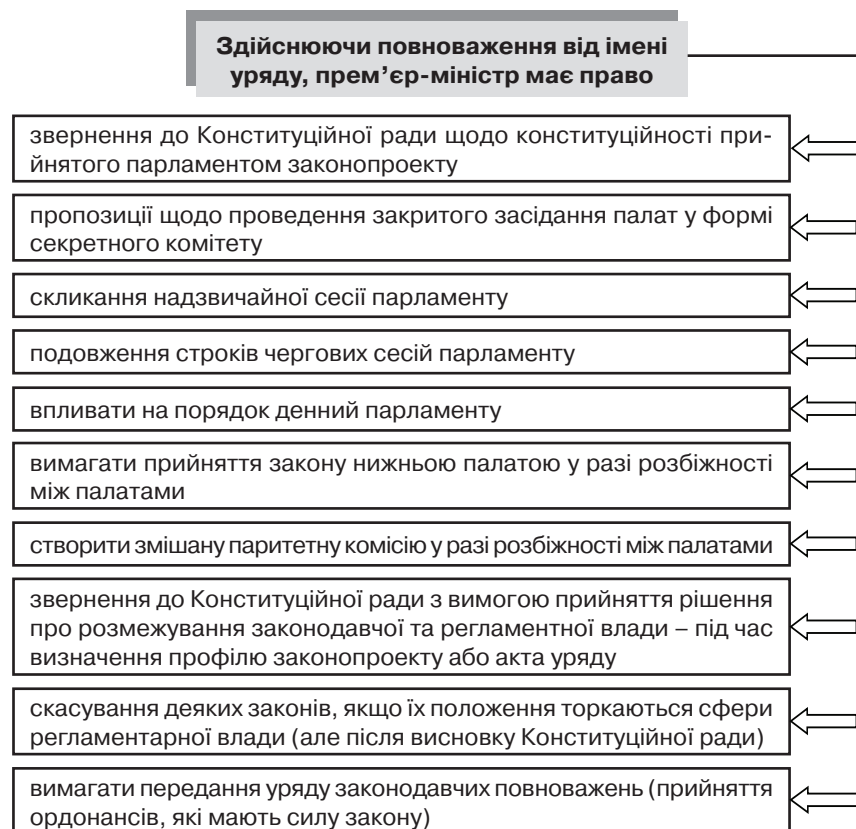 Здійснюючи повноваження від імені
уряду, прем’єр-міністр має право
звернення до Конституційної ради щодо конституційності при-
йнятого парламентом законопроекту
пропозиції щодо проведення закритого засідання палат у формі
секретного комітету
скликання надзвичайної сесії парламенту
подовження строків чергових сесій парламенту
впливати на порядок денний парламенту
вимагати прийняття закону нижньою палатою у разі розбіжності
між палатами
створити змішану паритетну комісію у разі розбіжності між палатами
звернення до Конституційної ради з вимогою прийняття рішення
про розмежування законодавчої та регламентної влади – під час
визначення профілю законопроекту або акта уряду
скасування деяких законів, якщо їх положення торкаються сфери
регламентарної влади (але після висновку Конституційної ради)
вимагати передання уряду законодавчих повноважень (прийняття
ордонансів, які мають силу закону)